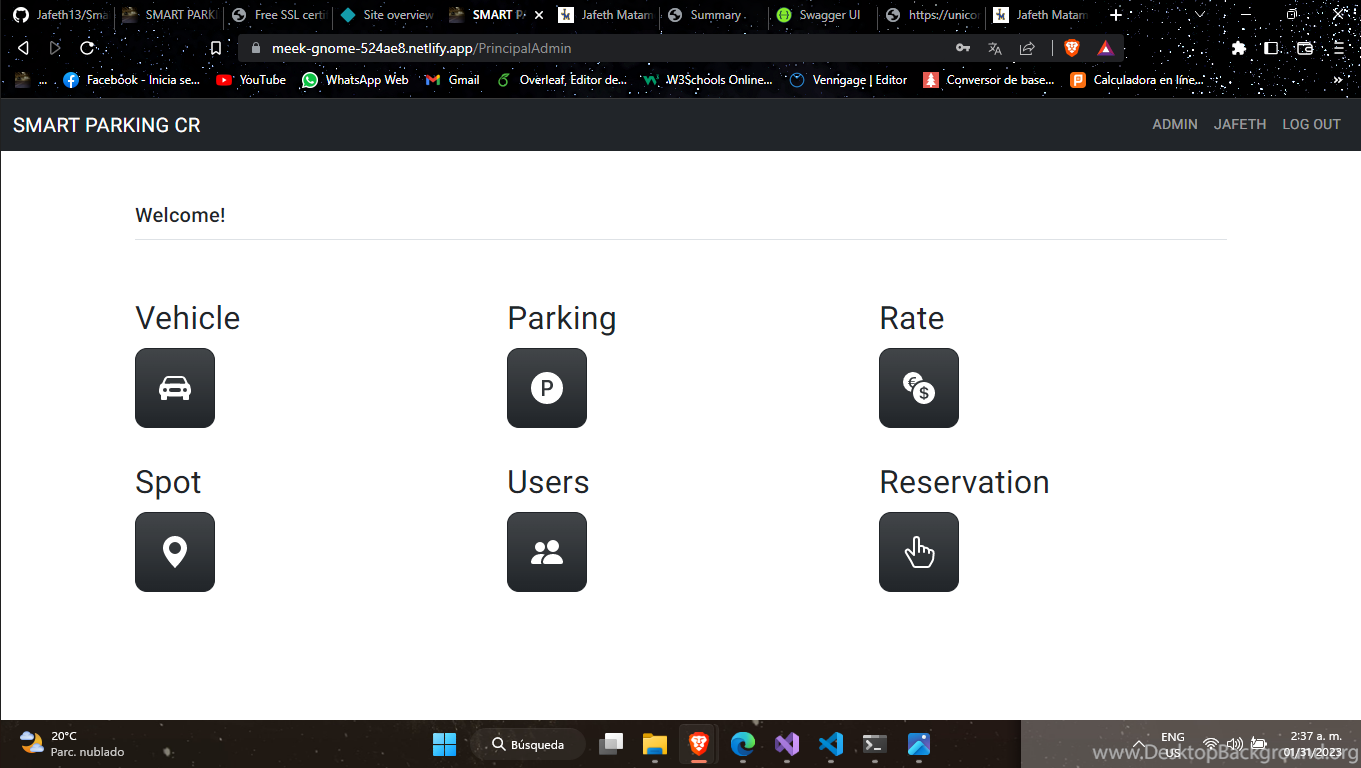 Jafeth13/Sma
SMART PARKI
Free SSL certi
Site overview
SMART PA
Jafeth Matam
Summary .
Swagger UI
https://unico
Jafeth Matam
meek-gnome-524ae8.netlify.app/PrincipalAdmin
...
Facebook - Inicia se...
YouTube
WhatsApp Web
Gmail
Overleaf, Editor de...
W3Schools Online...
Venngage | Editor
Conversor de base...
Calculadora en líne...
»
SMART PARKING CR
ADMIN JAFETH LOG OUT
Welcome!
Vehicle Parking Rate
P
€
$
Spot Users Reservation
20°C
Parc. nublado
Búsqueda
ENG
US
2:37 a. m.
01/31/2023
www.DesktopBackground.org